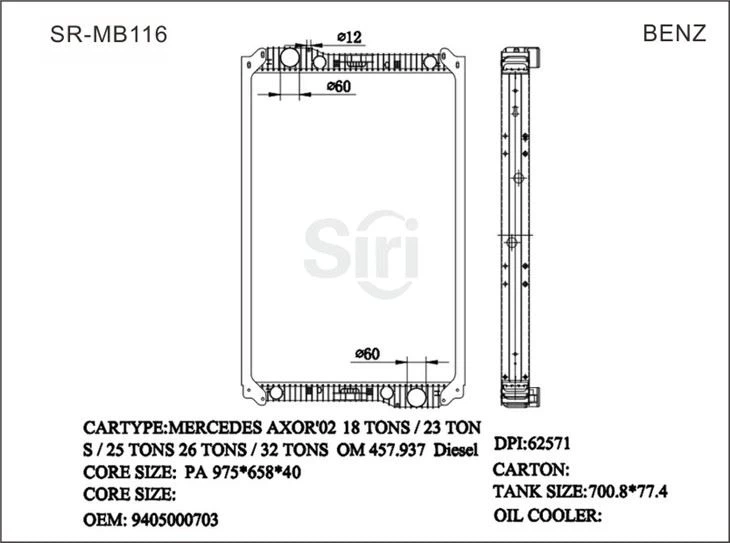 SR-MB116
BENZ
ø12
ø60
Siri
ø60
CARTYPE:MERCEDES AXOR'02 18 TONS / 23 TON
S / 25 TONS 26 TONS / 32 TONS OM 457.937 Diesel
CORE SIZE: PA 975*658*40
CORE SIZE:
OEM: 9405000703
DPI:62571
CARTON:
TANK SIZE:700.8*77.4
OIL COOLER: